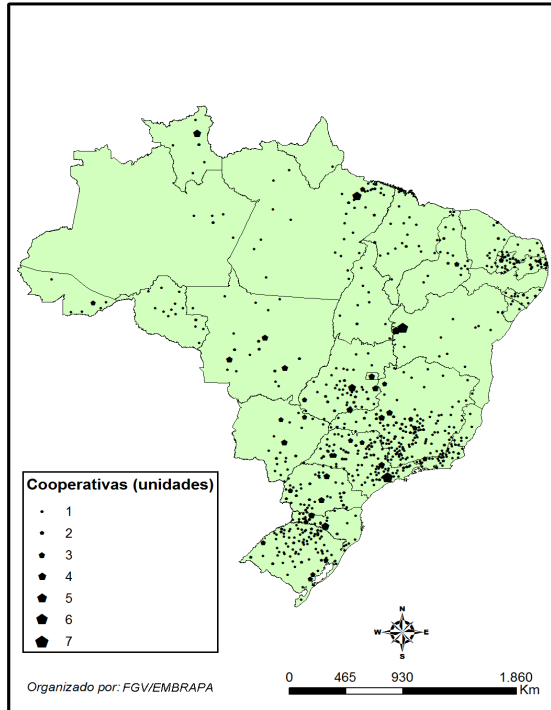 Cooperativas (unidades)
1
2
3
4
5
6
7
Organizado por: FGV/EMBRAPA
N
W E
S
0 465 930 1.860
Km